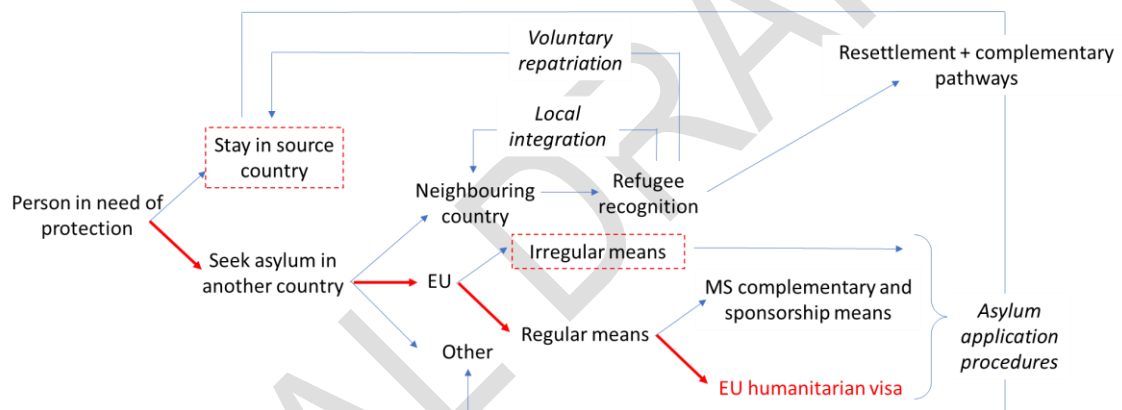 Voluntary
repatriation
Resettlement + complementary
pathways
Local
integration
Stay in source
country
Neighbouring
country
Refugee
recognition
Person in need of
protection
Irregular means
Seek asylum in
another country
EU
MS complementary and
sponsorship means
Asylum
application
procedures
Regular means
Other
EU humanitarian visa